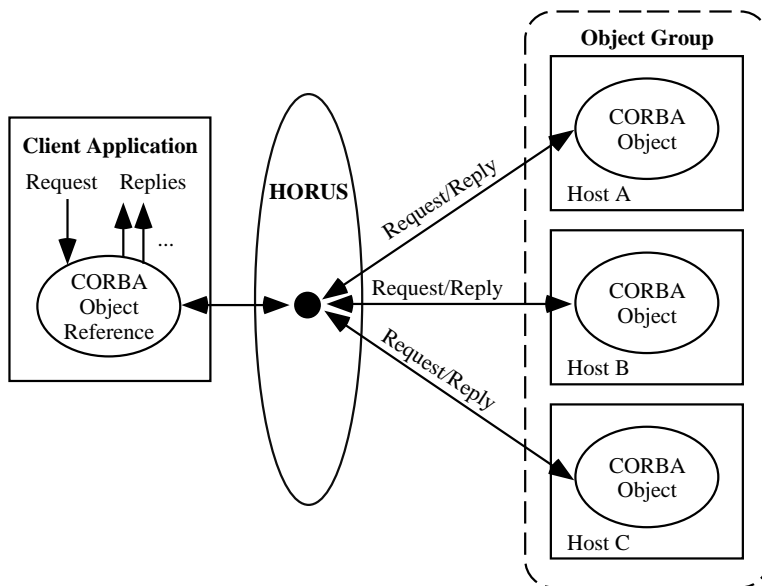 Object Group
CORBA
Object
Host A
Client Application
Request Replies
...
CORBA
Object
Reference
HORUS
Request/Reply
Request/Reply
Request/Reply
CORBA
Object
Host B
CORBA
Object
Host C